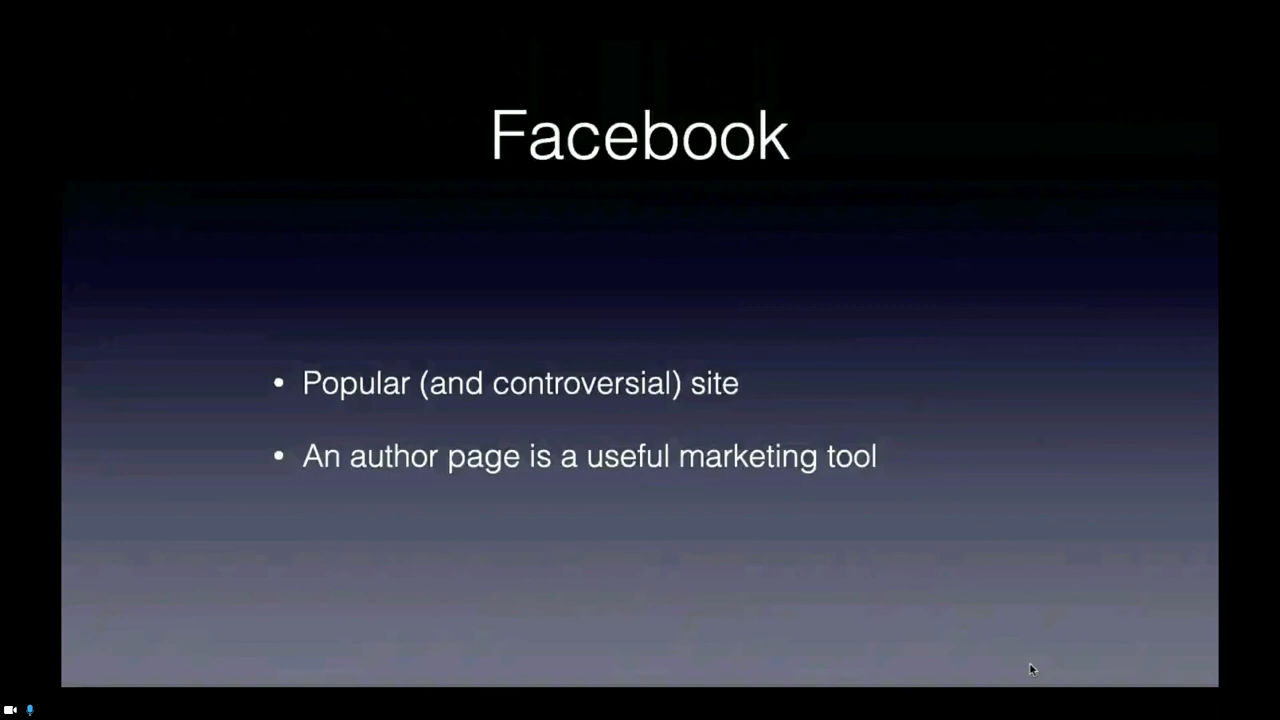 Facebook
• Popular (and controversial) site
• An author page is a useful marketing tool